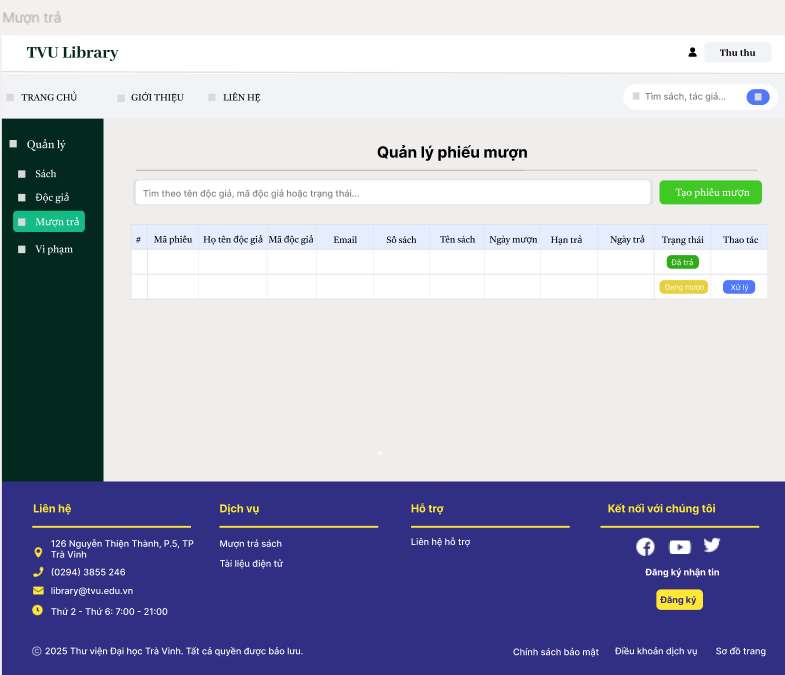 Mượn trả
TVU Library
Thu thu
TRANG CHỦ
GIỚI THIỆU
LIÊN HỆ
Tìm sách, tác giả...
Quản lý
Sách
Độc giả
Mượn trả
Vi phạm
Quản lý phiếu mượn
Tìm theo tên độc giả, mã độc giả hoặc trạng thái...
Tạo phiếu mượn
# Mã phiếu Họ tên độc giả Mã độc giả Email Số sách Tên sách Ngày mượn Hạn trả Ngày trả Trạng thái Thao tác
Đã trả
Đang mượn Xử lý
Liên hệ
126 Nguyễn Thiện Thành, P.5, TP
Trà Vinh
(0294) 3855 246
library@tvu.edu.vn
Thứ 2 - Thứ 6: 7:00 - 21:00
Dịch vụ
Mượn trả sách
Tài liệu điện tử
Hỗ trợ
Liên hệ hỗ trợ
Kết nối với chúng tôi
Đăng ký nhận tin
Đăng ký
© 2025 Thư viện Đại học Trà Vinh. Tất cả quyền được bảo lưu.
Chính sách bảo mật
Điều khoản dịch vụ
Sơ đồ trang